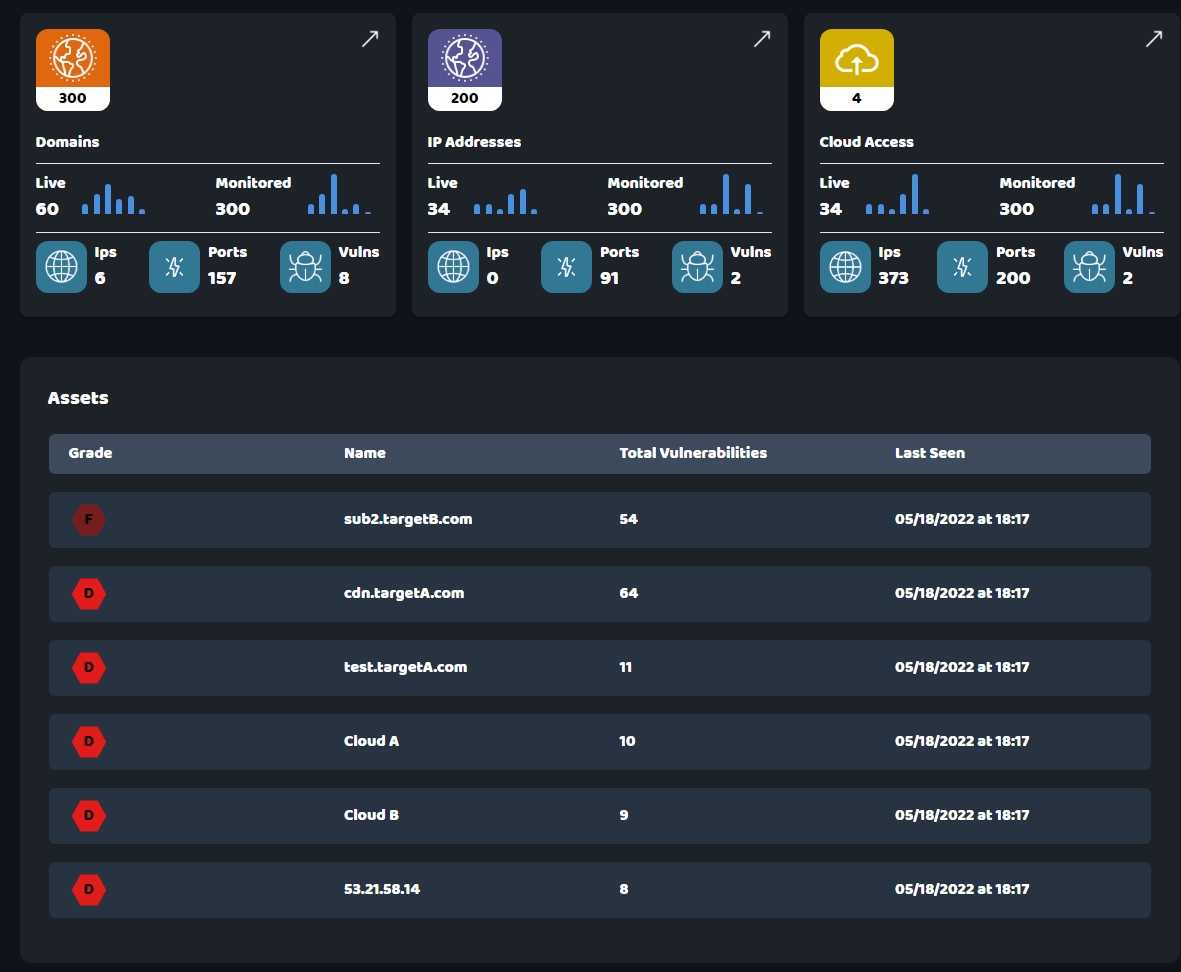 300
200
4
Domains
IP Addresses
Cloud Access
Live
60
Monitored
300
Live
34
Monitored
300
Live
34
Monitored
300
Ips
6
Ports
157
Vulns
8
Ips
0
Ports
91
Vulns
2
Ips
373
Ports
200
Vulns
2
Assets
Grade Name Total Vulnerabilities Last Seen
F sub2.targetB.com 54 05/18/2022 at 18:17
D cdn.targetA.com 64 05/18/2022 at 18:17
D test.targetA.com 11 05/18/2022 at 18:17
D Cloud A 10 05/18/2022 at 18:17
D Cloud B 9 05/18/2022 at 18:17
D 53.21.58.14 8 05/18/2022 at 18:17